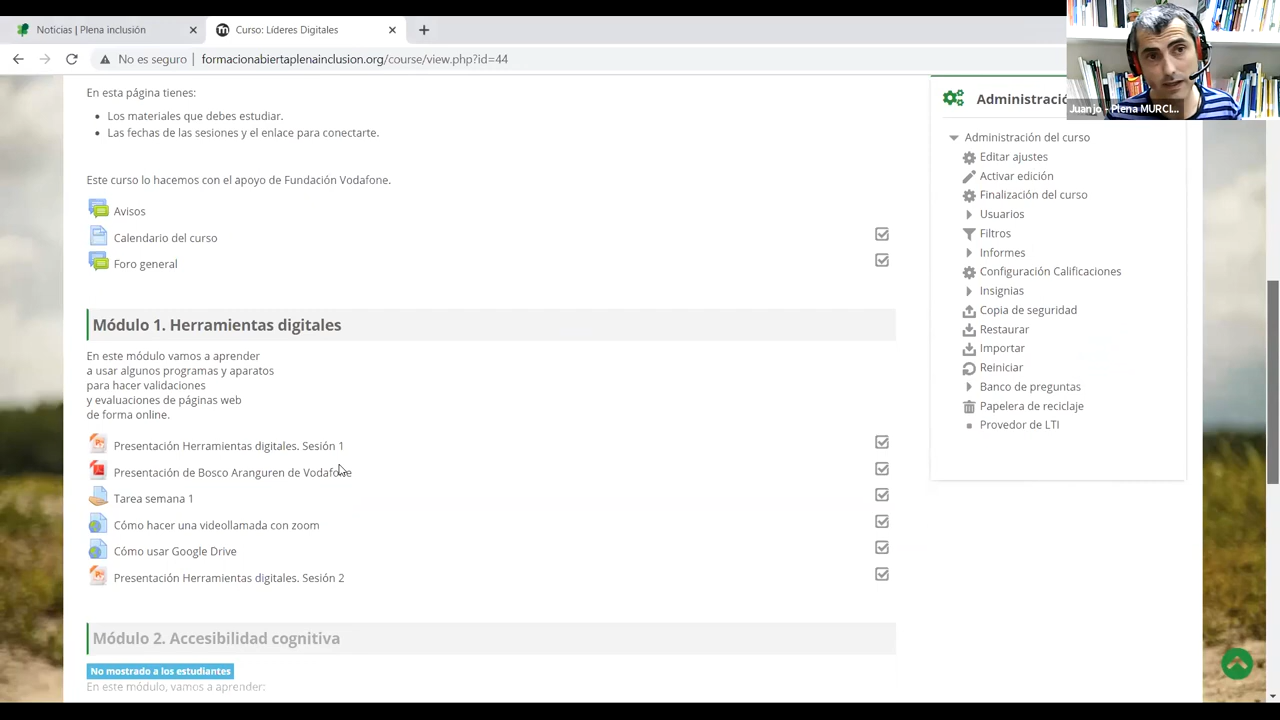 Noticias | Plena inclusión
Curso: Líderes Digitales
No es seguro
formacionabiertaplenainclusion.org/course/view.php?id=44
Juanjo - Plena MURCI...
En esta página tienes:
Los materiales que debes estudiar.
Las fechas de las sesiones y el enlace para conectarte.
Este curso lo hacemos con el apoyo de Fundación Vodafone.
Avisos
Calendario del curso
Foro general
Módulo 1. Herramientas digitales
En este módulo vamos a aprender
a usar algunos programas y aparatos
para hacer validaciones
y evaluaciones de páginas web
de forma online.
Presentación Herramientas digitales. Sesión 1
Presentación de Bosco Aranguren de Vodafone
Tarea semana 1
Cómo hacer una videollamada con zoom
Cómo usar Google Drive
Presentación Herramientas digitales. Sesión 2
Módulo 2. Accesibilidad cognitiva
No mostrado a los estudiantes
En este módulo, vamos a aprender:
Administració
Administración del curso
Editar ajustes
Activar edición
Finalización del curso
Usuarios
Filtros
Informes
Configuración Calificaciones
Insignias
Copia de seguridad
Restaurar
Importar
Reiniciar
Banco de preguntas
Papelera de reciclaje
Provedor de LTI